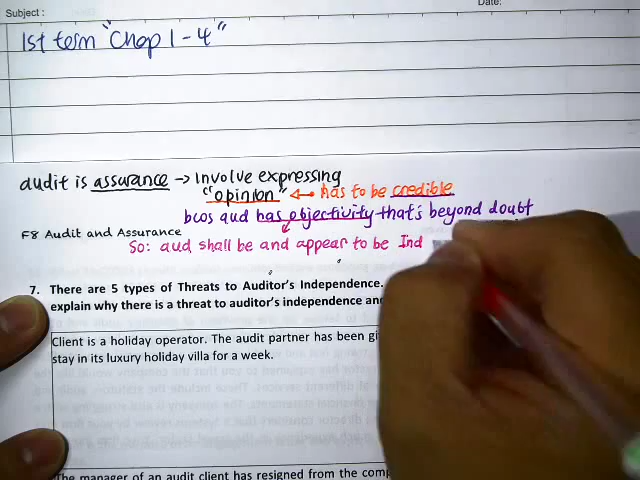 Subject :
Date:
1st term "Chap 1 - 4"
audit is assurance → Involve expressing
"opinion" ← has to be credible
bcos aud has objectivity that's beyond doubt
F8 Audit and Assurance
So: aud shall be and appear to be Ind
7. There are 5 types of Threats to Auditor's Independence.
explain why there is a threat to auditor's independence an
Client is a holiday operator. The audit partner has been gi
stay in its luxury holiday villa for a week.
The manager of an audit client has resigned from the comp